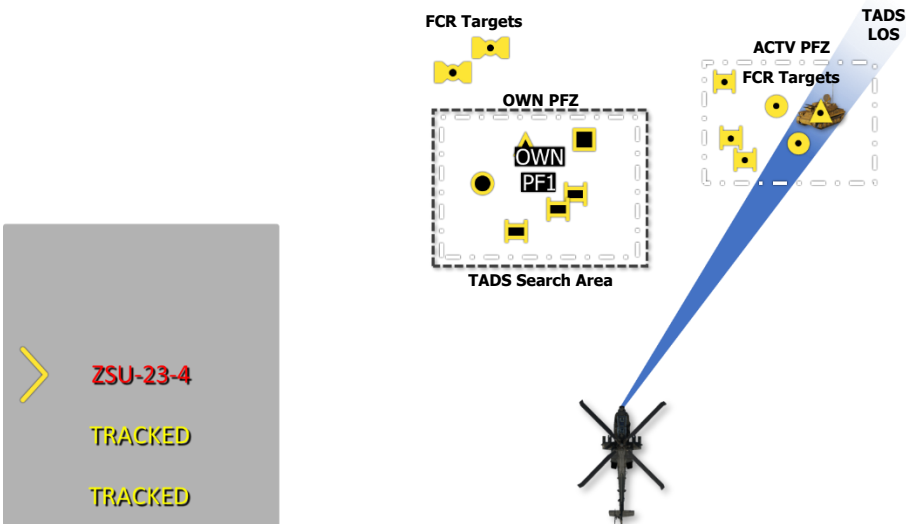 FCR Targets
TADS
LOS
ACTV PFZ
FCR Targets
OWN PFZ
OWN
PF1
TADS Search Area
ZSU-23-4
TRACKED
TRACKED